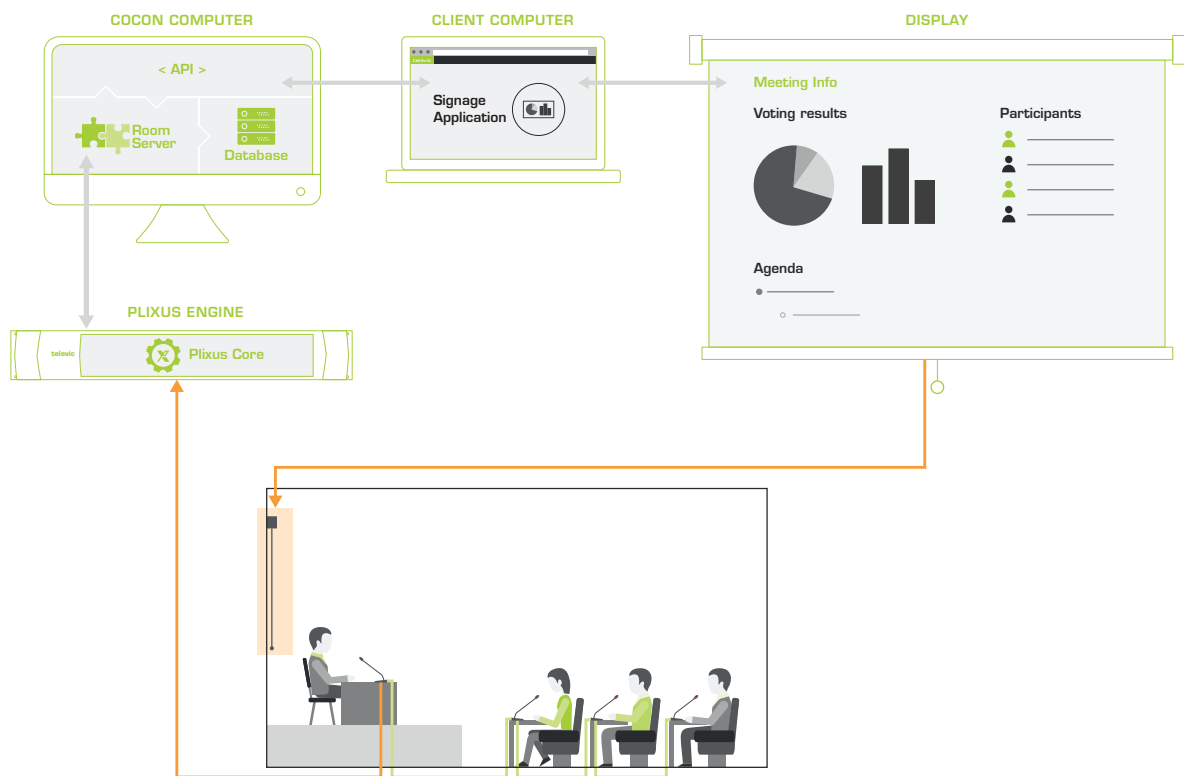 COCON COMPUTER
CLIENT COMPUTER
DISPLAY
< API >
Room
Server
Database
televic
Signage
Application
Meeting Info
Voting results
Participants
Agenda
PLIXUS ENGINE
televic
Plixus Core